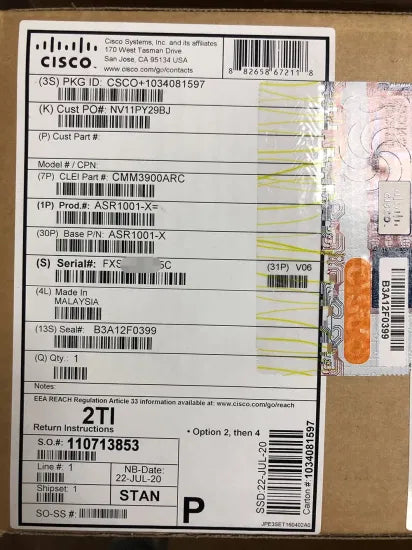 CISCO
Cisco Systems, Inc. and its affiliates
170 West Tasman Drive
San Jose, CA 95134 USA
www.cisco.com/go/contacts
8 82658 67211 8
(3S) PKG ID: CSCO+1034081597
(K) Cust PO#: NV11PY29BJ
(P) Cust Part #:
Model # / CPN:
(7P) CLEI Part#: CMM3900ARC
(1P) Prod.#: ASR1001-X=
(30P) Base P/N: ASR1001-X
(S) Serial#:
(31P) V06
(4L) Made In
MALAYSIA
(13S) Seal#: B3A12F0399
(Q) Qty.: 1
Notes:
EEA REACH Regulation Article 33 information available at: www.cisco.com/go/reach
2TI
Return Instructions
• Option 2, then 4
S.O.#: 110713853
Line #: 1
NB-Date:
22-JUL-20
Shipset: 1
STAN
SO-SS #:
P
SSD:22-JUL-20
Carton#: 1034081597
JPE3SET160402A0
B3A12F0399